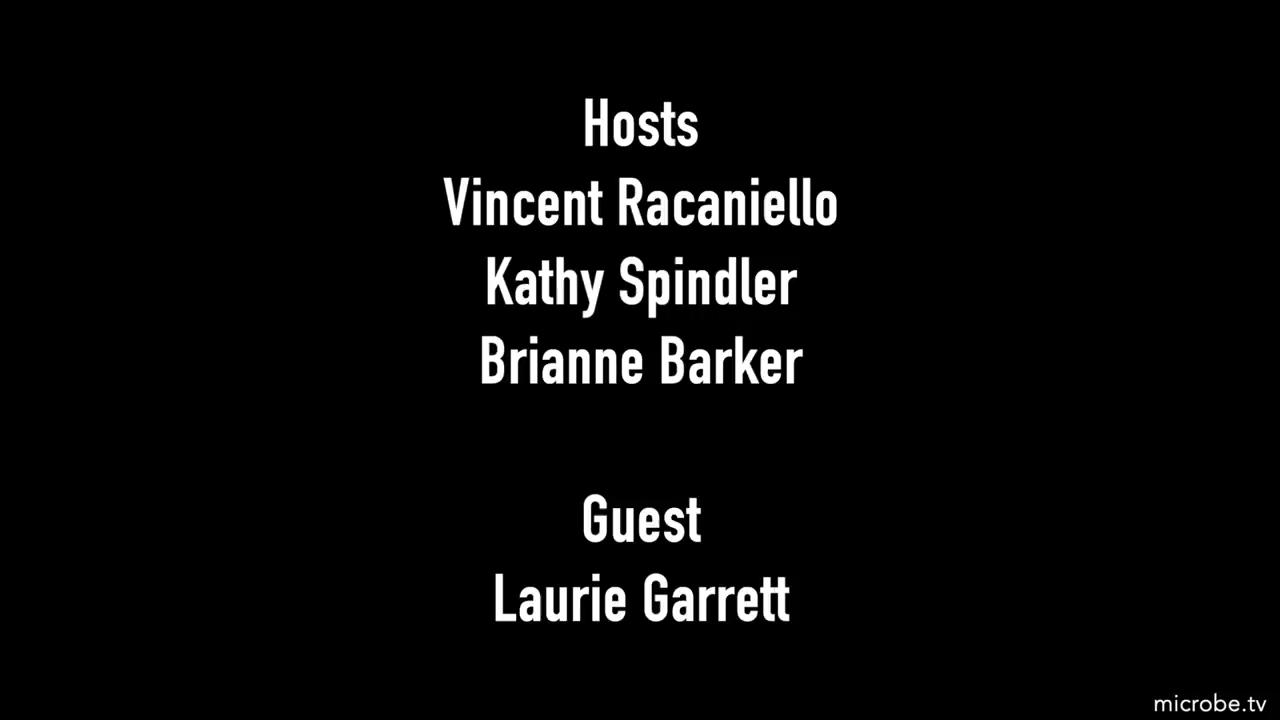 Hosts
Vincent Racaniello
Kathy Spindler
Brianne Barker
Guest
Laurie Garrett
microbe.tv